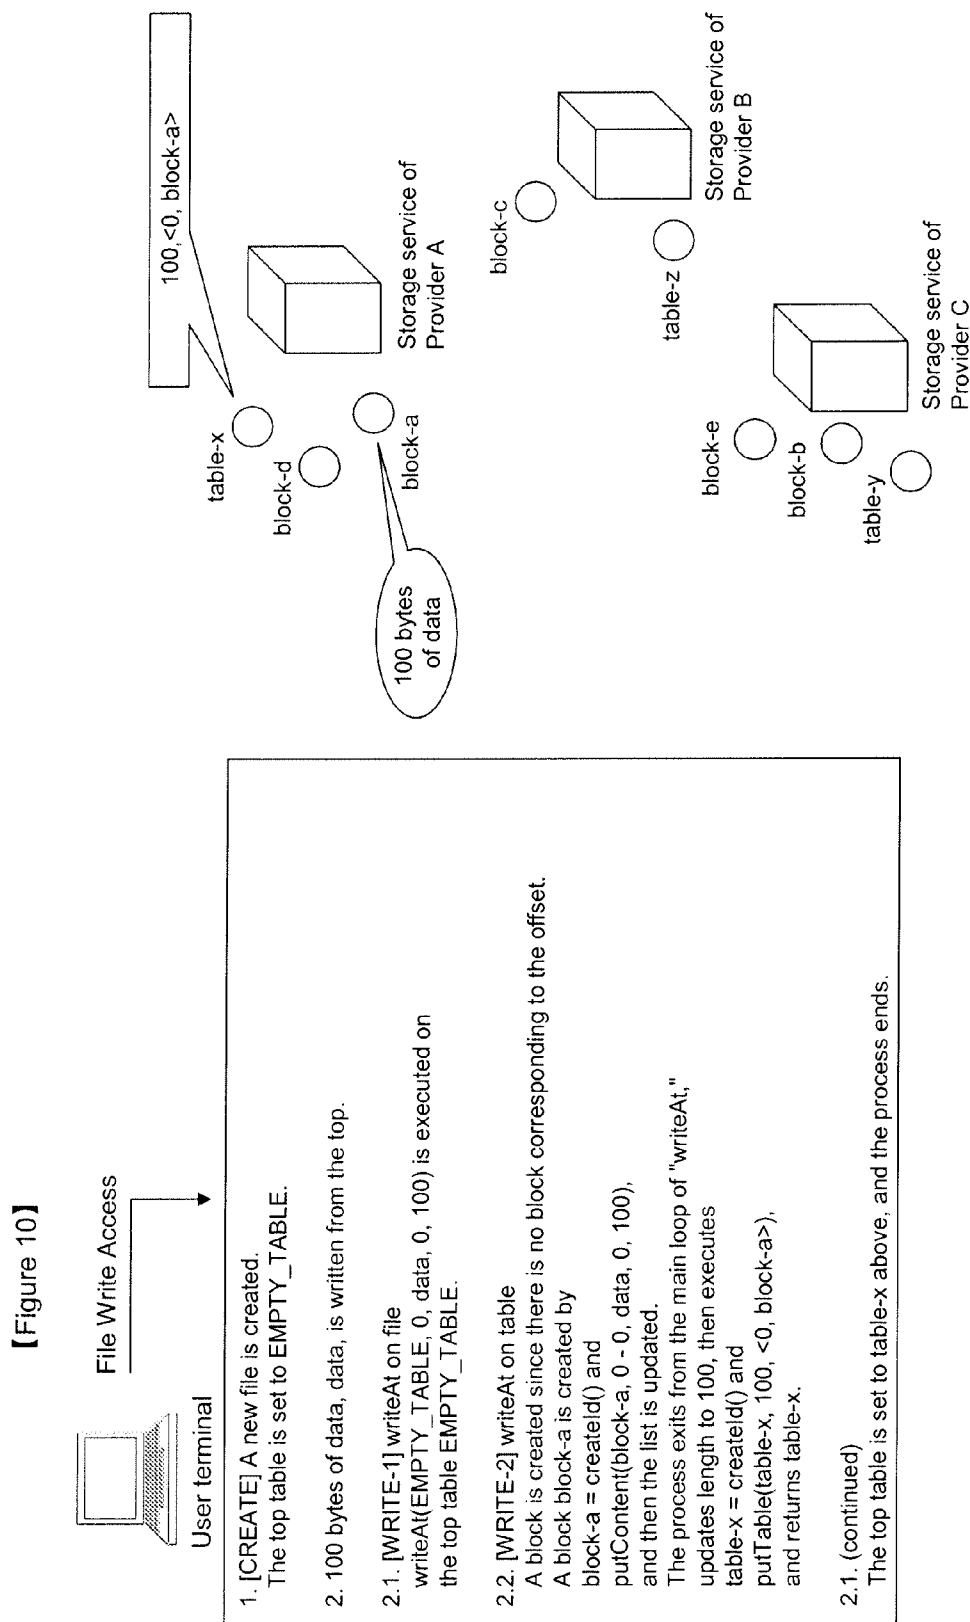 【Figure 10】
File Write Access
User terminal
1. [CREATE] A new file is created.
The top table is set to EMPTY_TABLE.
2. 100 bytes of data, data, is written from the top.
2.1. [WRITE-1] writeAt on file
writeAt(EMPTY_TABLE, 0, data, 0, 100) is executed on
the top table EMPTY_TABLE.
2.2. [WRITE-2] writeAt on table
A block is created since there is no block corresponding to the offset.
A block block-a is created by
block-a = createId() and
putContent(block-a, 0 - 0, data, 0, 100),
and then the list is updated.
The process exits from the main loop of "writeAt,"
updates length to 100, then executes
table-x = createId() and
putTable(table-x, 100, <0, block-a>),
and returns table-x.
2.1. (continued)
The top table is set to table-x above, and the process ends.
100,<0, block-a>
table-x
block-d
block-a
100 bytes
of data
Storage service of
Provider A
block-c
table-z
Storage service of
Provider B
block-e
block-b
table-y
Storage service of
Provider C